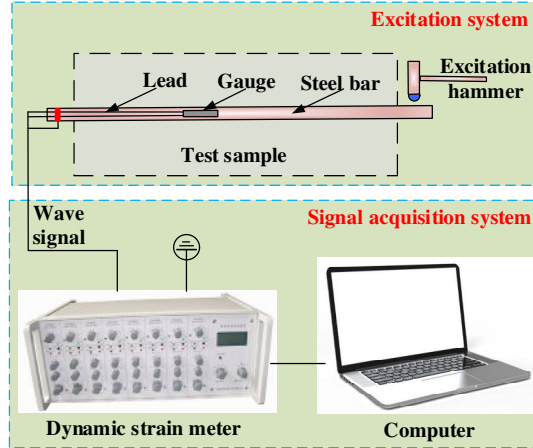 Excitation system
Lead
Gauge
Steel bar
Excitation
hammer
Test sample
Wave
signal
Signal acquisition system
Dynamic strain meter
Computer